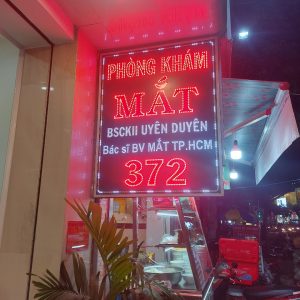 PHÒNG KHÁM
MẮT
BSCKII UYÊN DUYÊN
Bác sĩ BV MẮT TP.HCM
372